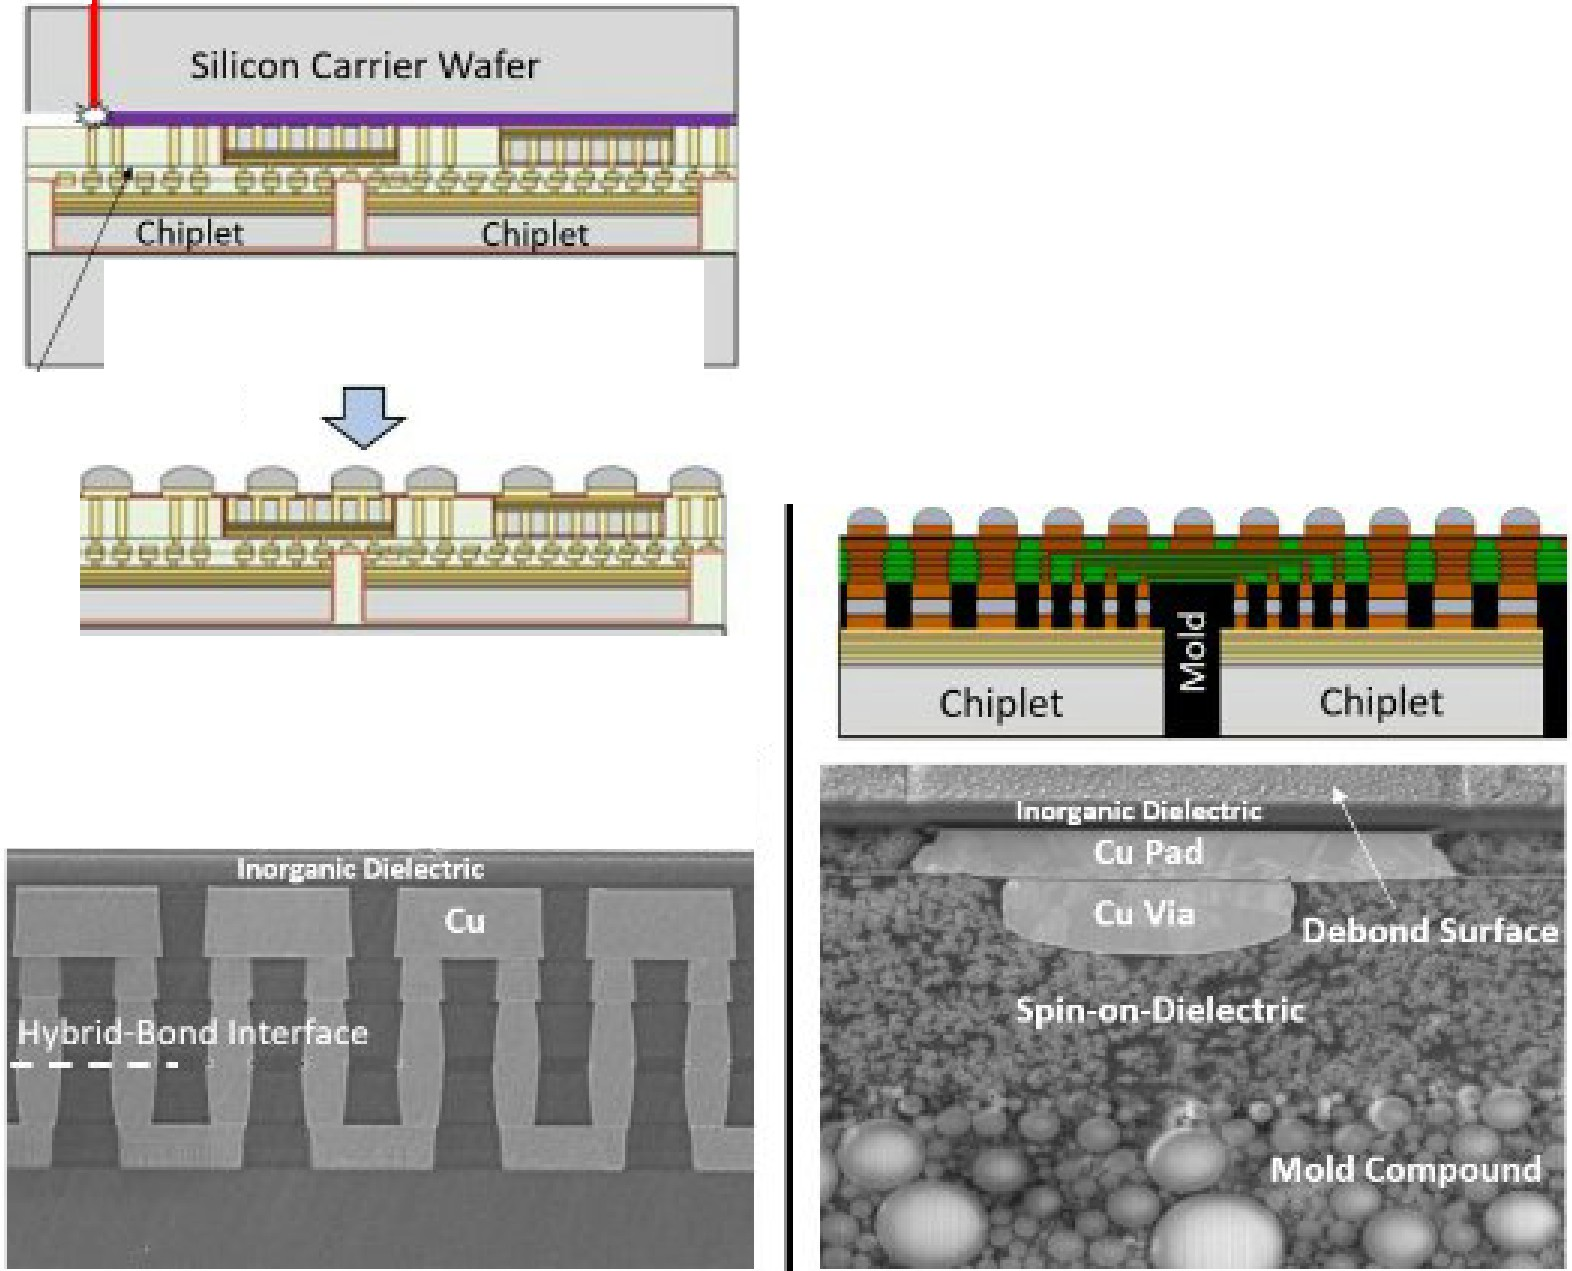 Silicon Carrier Wafer
Chiplet
Chiplet
Mold
Chiplet
Chiplet
Inorganic Dielectric
Cu
Hybrid-Bond Interface
Inorganic Dielectric
Cu Pad
Cu Via
Debond Surface
Spin-on-Dielectric
Mold Compound